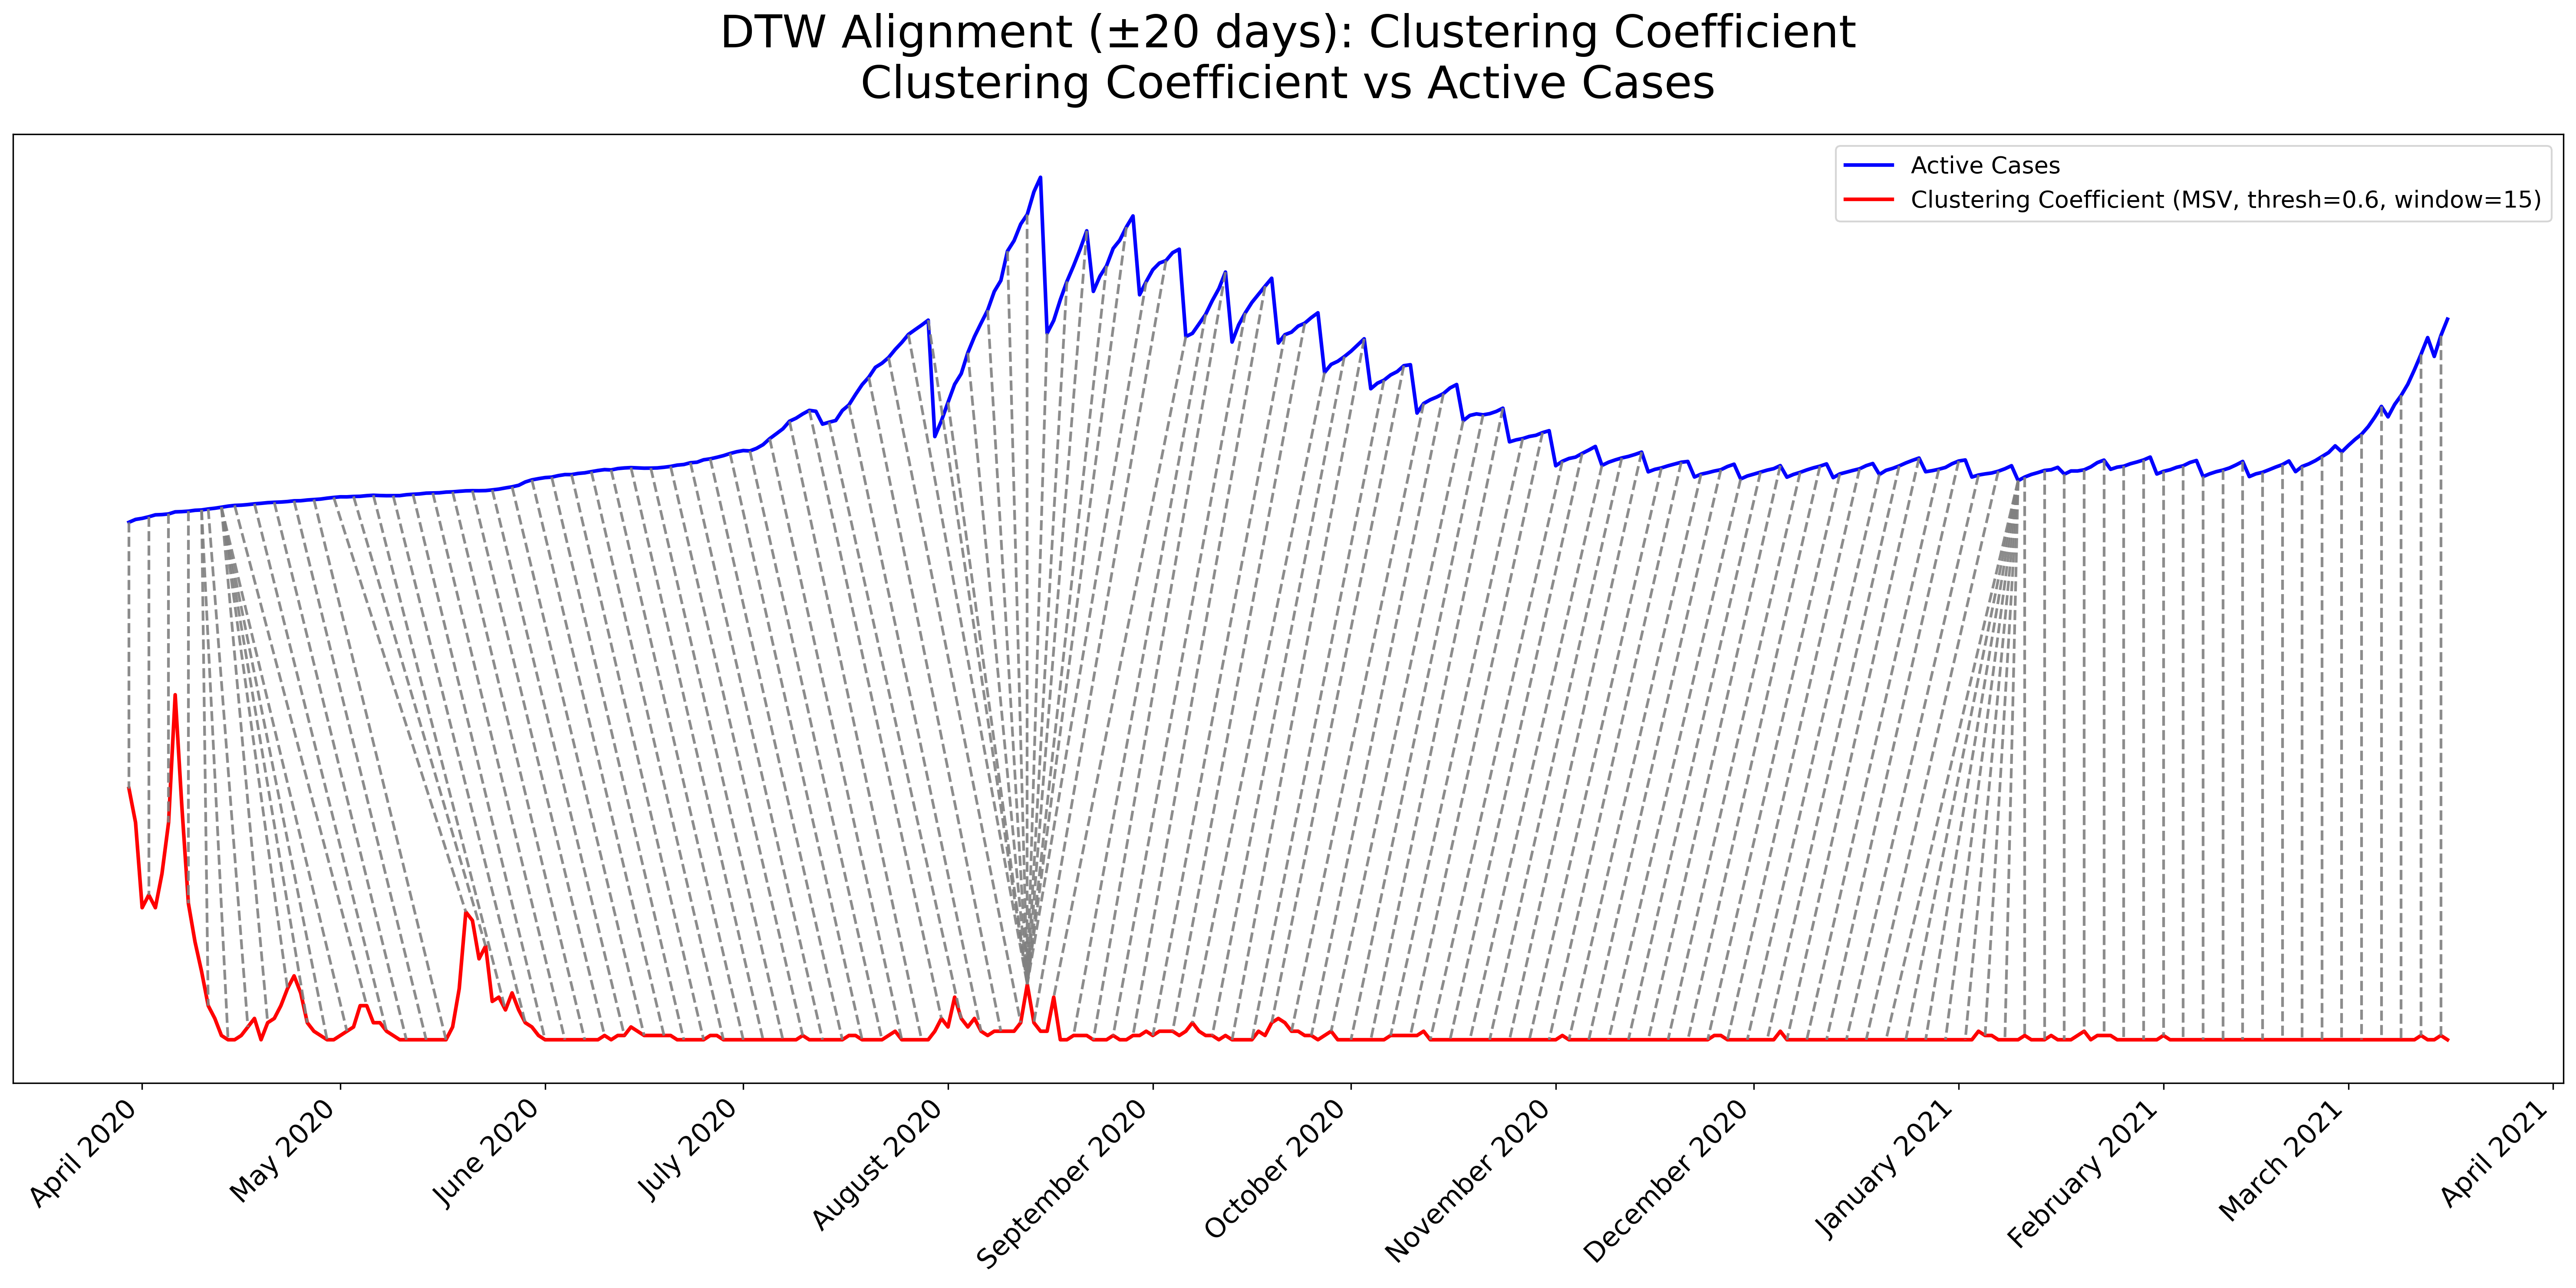 DTW Alignment (±20 days): Clustering Coefficient
Clustering Coefficient vs Active Cases
Active Cases
Clustering Coefficient (MSV, thresh=0.6, window=15)
April 2020
May 2020
June 2020
July 2020
August 2020
September 2020
October 2020
November 2020
December 2020
January 2021
February 2021
March 2021
April 2021